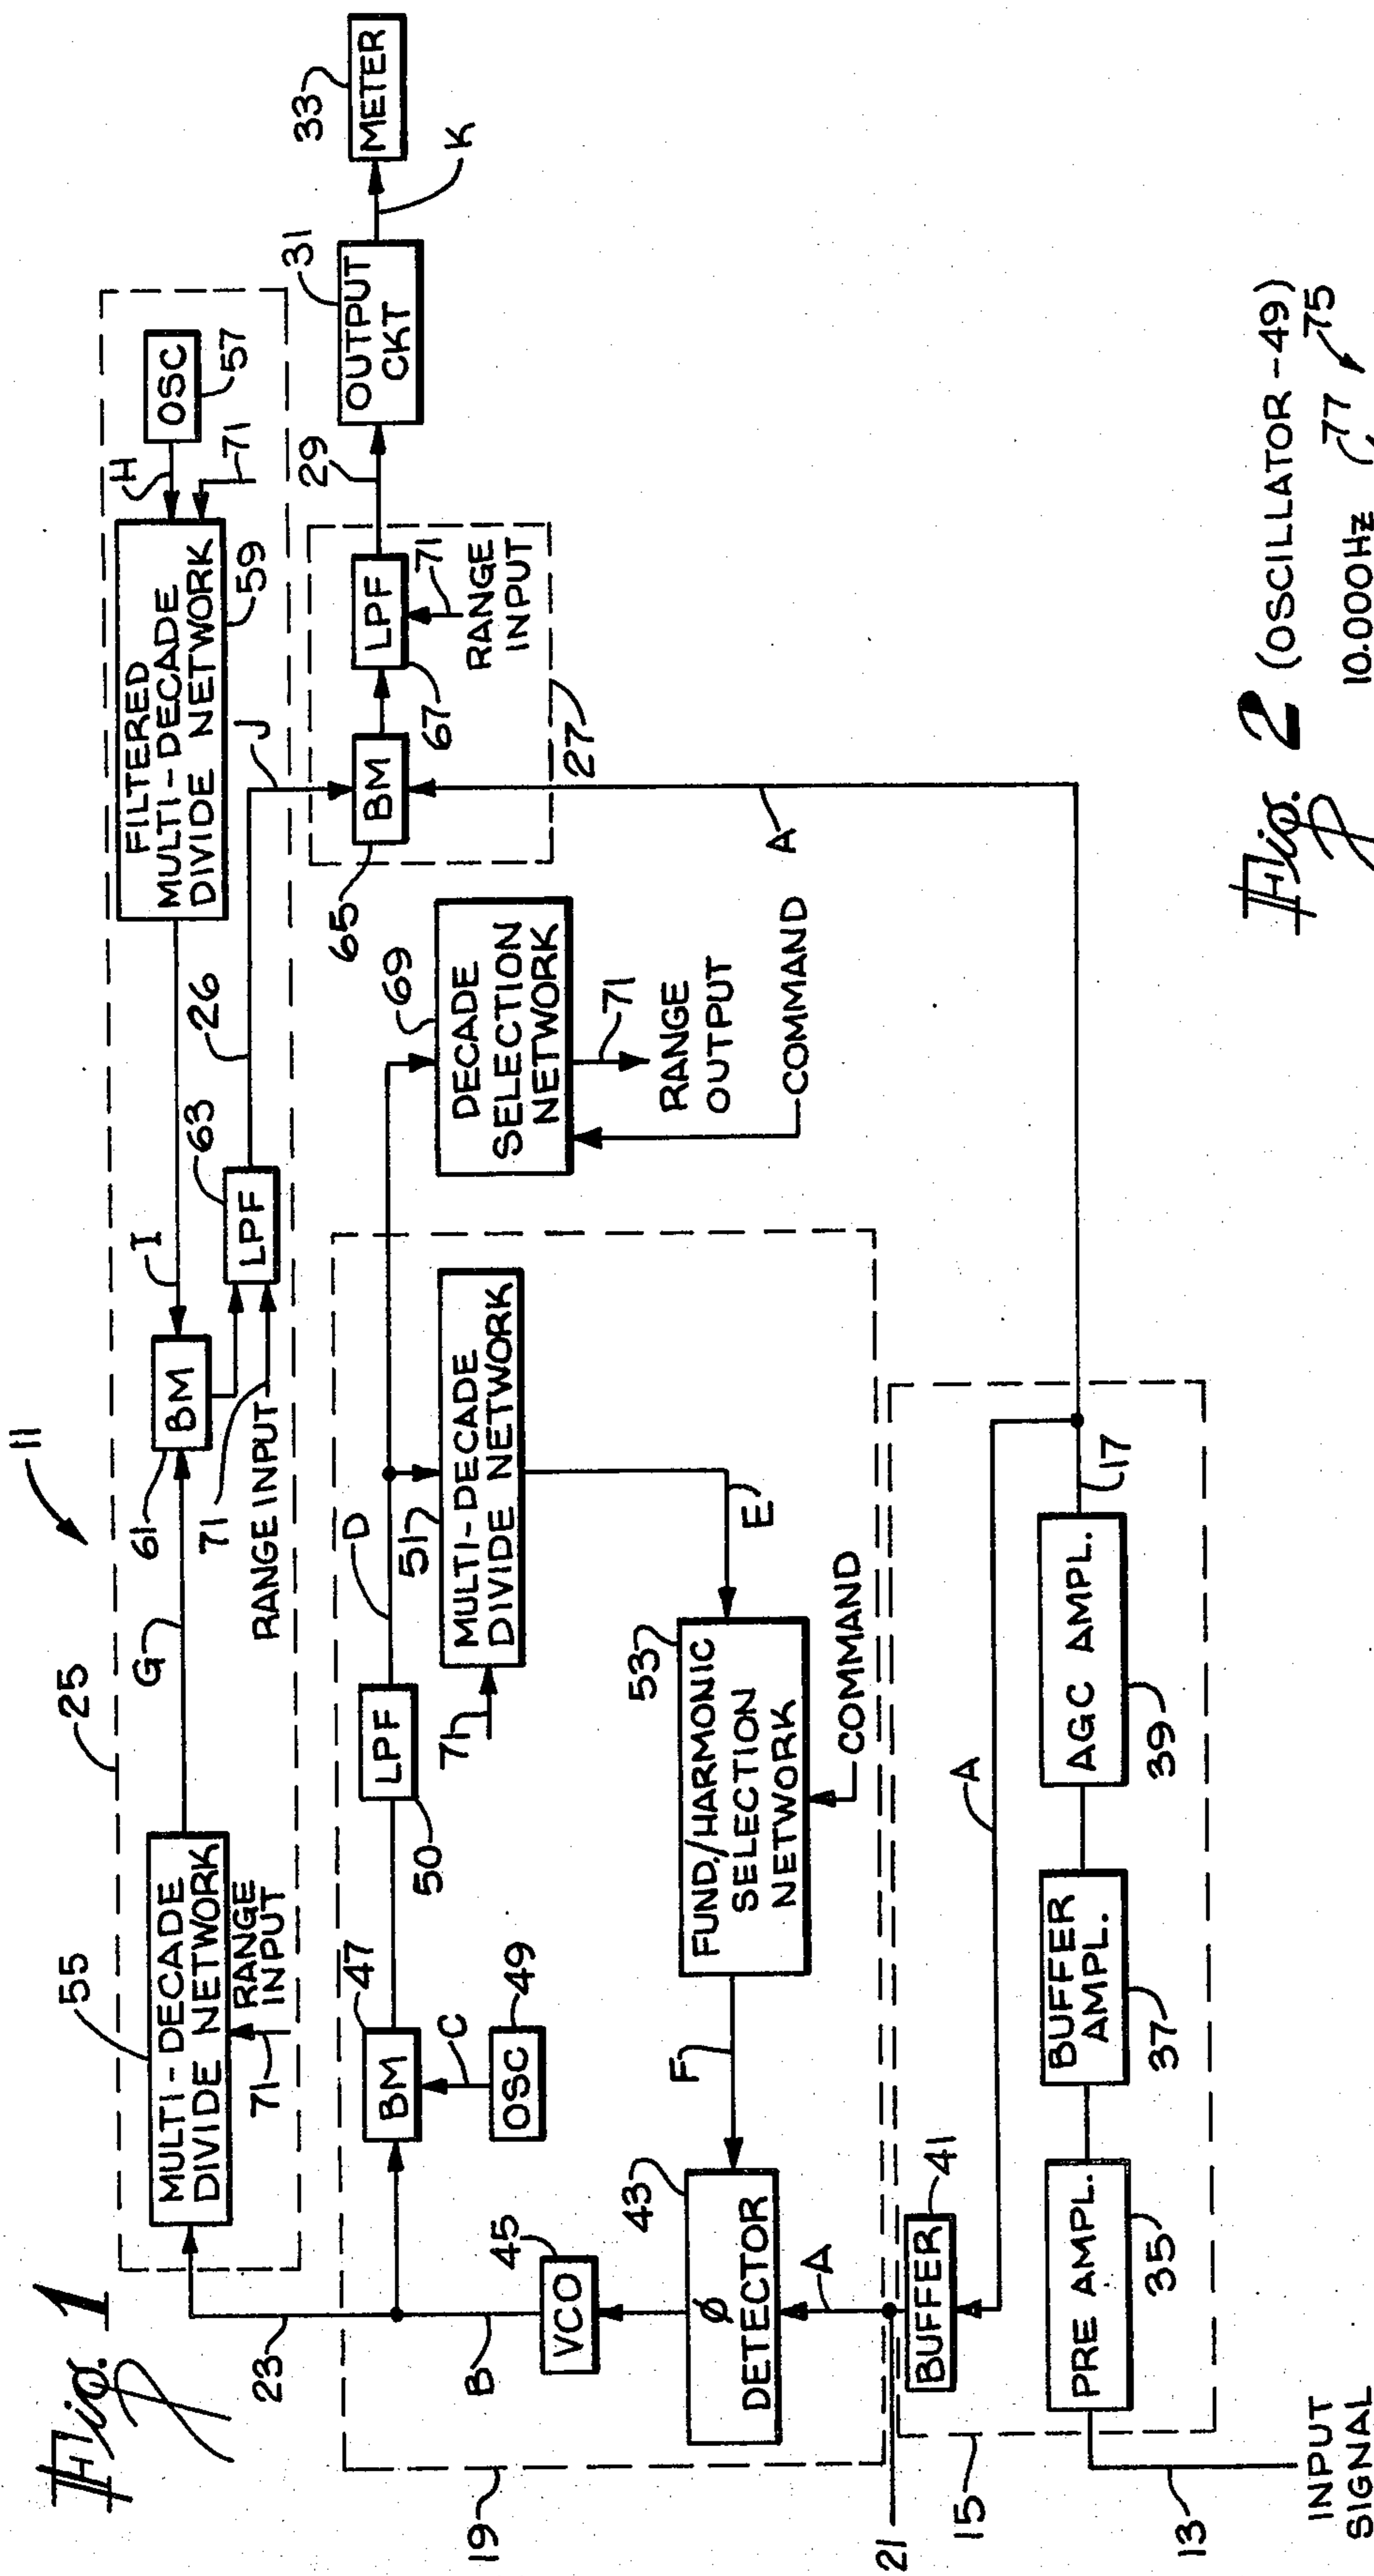 Fig. 1
11
25
55
MULTI-DECADE
DIVIDE NETWORK
71
RANGE
INPUT
G
61
BM
I
71
RANGE INPUT
63
LPF
26
J
FILTERED
MULTI-DECADE
DIVIDE NETWORK
59
H
OSC
57
71
23
B
45
VCO
47
BM
C
OSC
49
LPF
50
D
51
MULTI-DECADE
DIVIDE NETWORK
71
E
53
FUND./HARMONIC
SELECTION
NETWORK
COMMAND
F
43
Ø
DETECTOR
A
19
21
69
DECADE
SELECTION
NETWORK
71
RANGE
OUTPUT
COMMAND
65
BM
67
LPF
71
RANGE
INPUT
27
29
31
OUTPUT
CKT
K
33
METER
A
15
BUFFER
41
A
13
INPUT
SIGNAL
PRE AMPL.
35
BUFFER
AMPL.
37
AGC AMPL.
39
17
Fig. 2 (OSCILLATOR-49)
10.000Hz
77
75